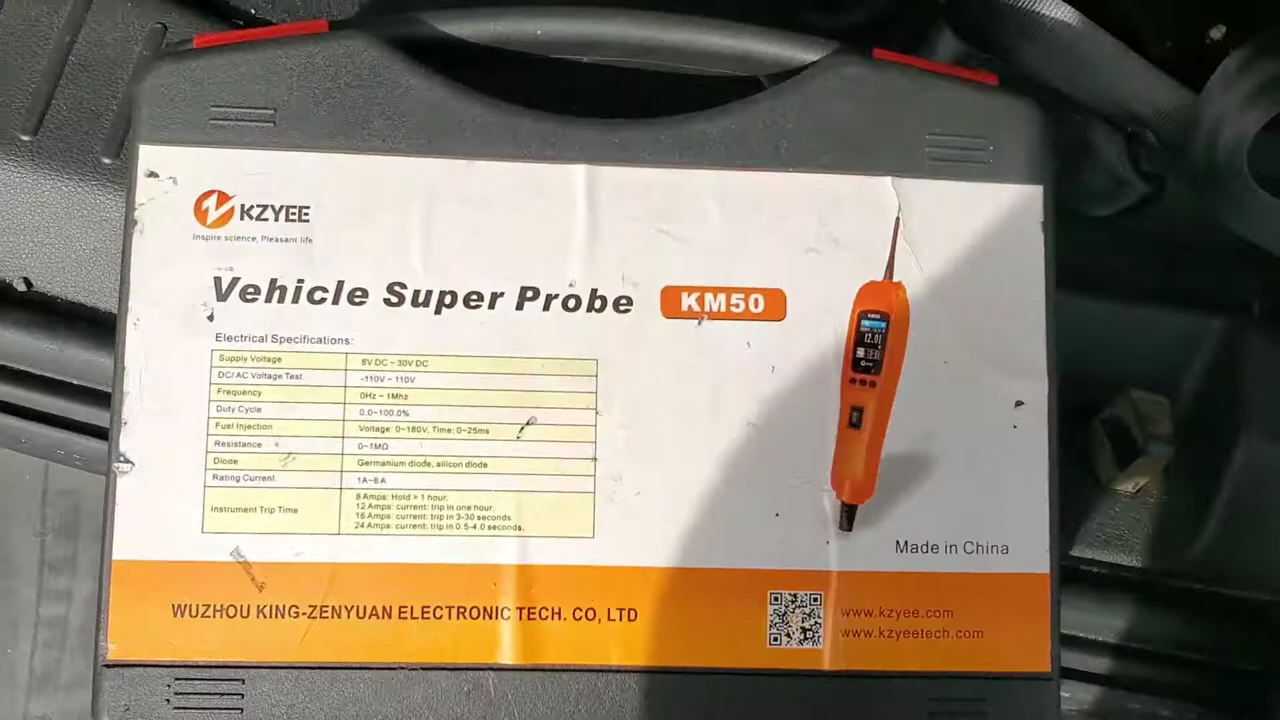 KZYEE
Inspire science, Pleasant life
Vehicle Super Probe KM50
Electrical Specifications:
Supply Voltage 8V DC ~ 30V DC
DC/AC Voltage Test -110V ~ 110V
Frequency 0Hz ~ 1Mhz
Duty Cycle 0.0~100.0%
Fuel Injection Voltage: 0~180V, Time: 0~25ms
Resistance 0~1MΩ
Diode Germanium diode, silicon diode
Rating Current 1A~8A
Instrument Trip Time
8 Amps: Hold > 1 hour.
12 Amps: current: trip in one hour.
16 Amps: current: trip in 3-30 seconds
24 Amps: current: trip in 0.5-4.0 seconds.
12.01
Made in China
WUZHOU KING-ZENYUAN ELECTRONIC TECH. CO, LTD
www.kzyee.com
www.kzyeetech.com